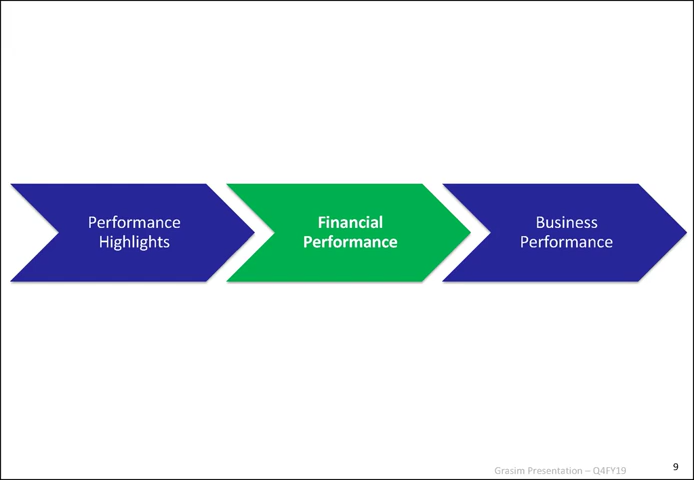 Performance
Highlights
Financial
Performance
Business
Performance
Grasim Presentation – Q4FY19
9